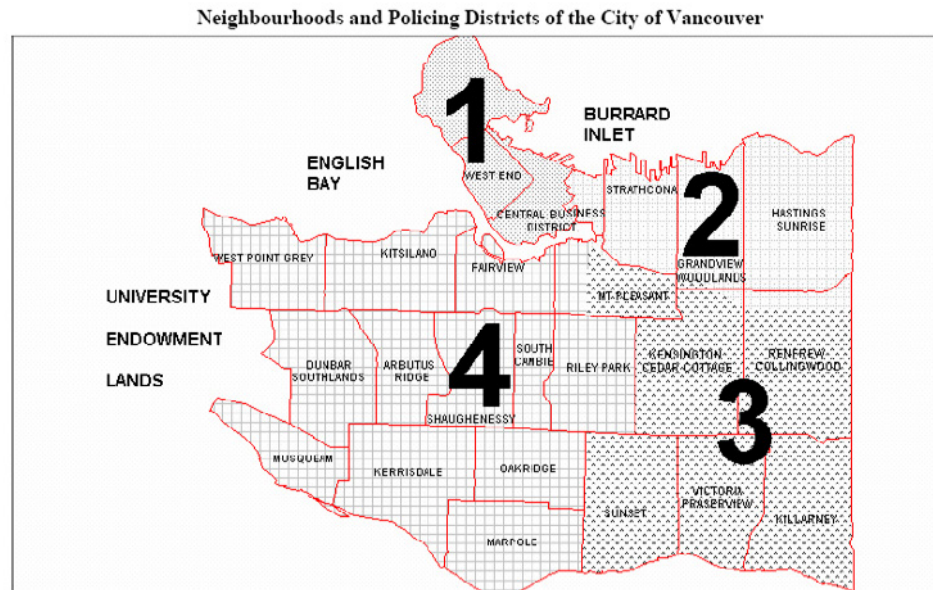 Neighbourhoods and Policing Districts of the City of Vancouver
1
BURRARD
INLET
ENGLISH
BAY
WEST END
STRATHCONA
2
CENTRAL BUSINESS
DISTRICT
HASTINGS
SUNRISE
WEST POINT GREY
KITSILANO
FAIRVIEW
GRANDVIEW
WOODLANDS
MT PLEASANT
UNIVERSITY
ENDOWMENT
LANDS
DUNBAR
SOUTHLANDS
ARBUTUS
RIDGE
4
SOUTH
CAMBIE
RILEY PARK
KENSINGTON
CEDAR COTTAGE
RENFREW
COLLINGWOOD
3
SHAUGHENESSY
MUSQUEAM
KERRISDALE
OAKRIDGE
SUNSET
VICTORIA
FRASERVIEW
KILLARNEY
MARPOLE